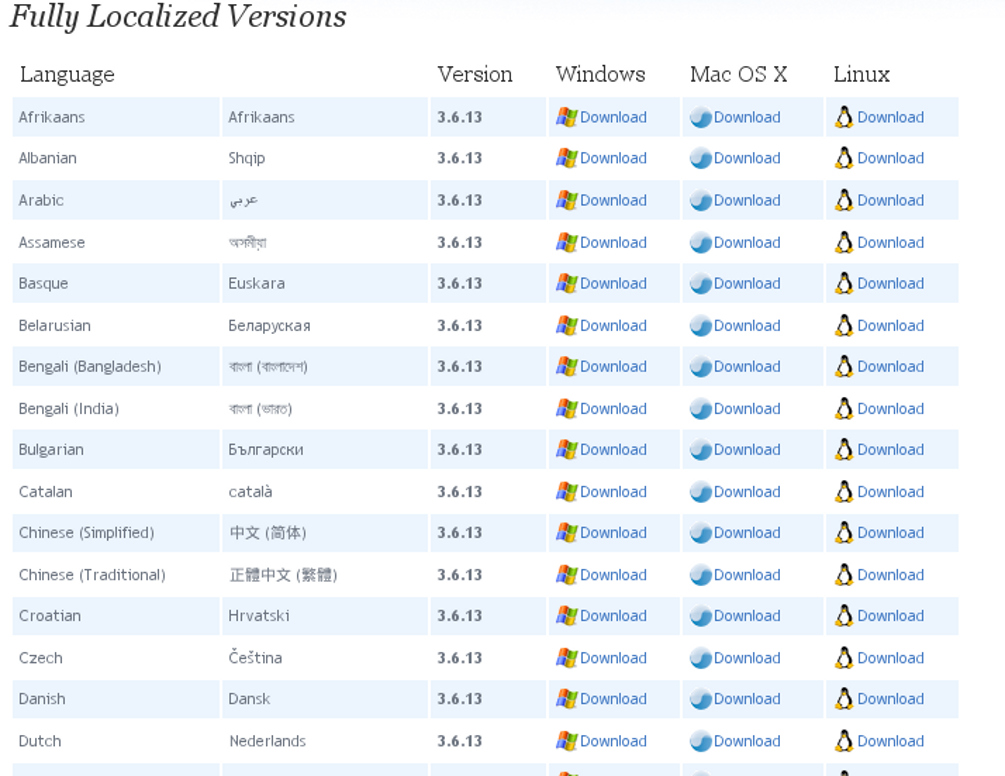 Fully Localized Versions
Language Version Windows Mac OS X Linux
Afrikaans Afrikaans 3.6.13 Download Download Download
Albanian Shqip 3.6.13 Download Download Download
Arabic عربي 3.6.13 Download Download Download
Assamese অসমীয়া 3.6.13 Download Download Download
Basque Euskara 3.6.13 Download Download Download
Belarusian Беларуская 3.6.13 Download Download Download
Bengali (Bangladesh) বাংলা (বাংলাদেশ) 3.6.13 Download Download Download
Bengali (India) বাংলা (ভারত) 3.6.13 Download Download Download
Bulgarian Български 3.6.13 Download Download Download
Catalan català 3.6.13 Download Download Download
Chinese (Simplified) 中文 (简体) 3.6.13 Download Download Download
Chinese (Traditional) 正體中文 (繁體) 3.6.13 Download Download Download
Croatian Hrvatski 3.6.13 Download Download Download
Czech Čeština 3.6.13 Download Download Download
Danish Dansk 3.6.13 Download Download Download
Dutch Nederlands 3.6.13 Download Download Download